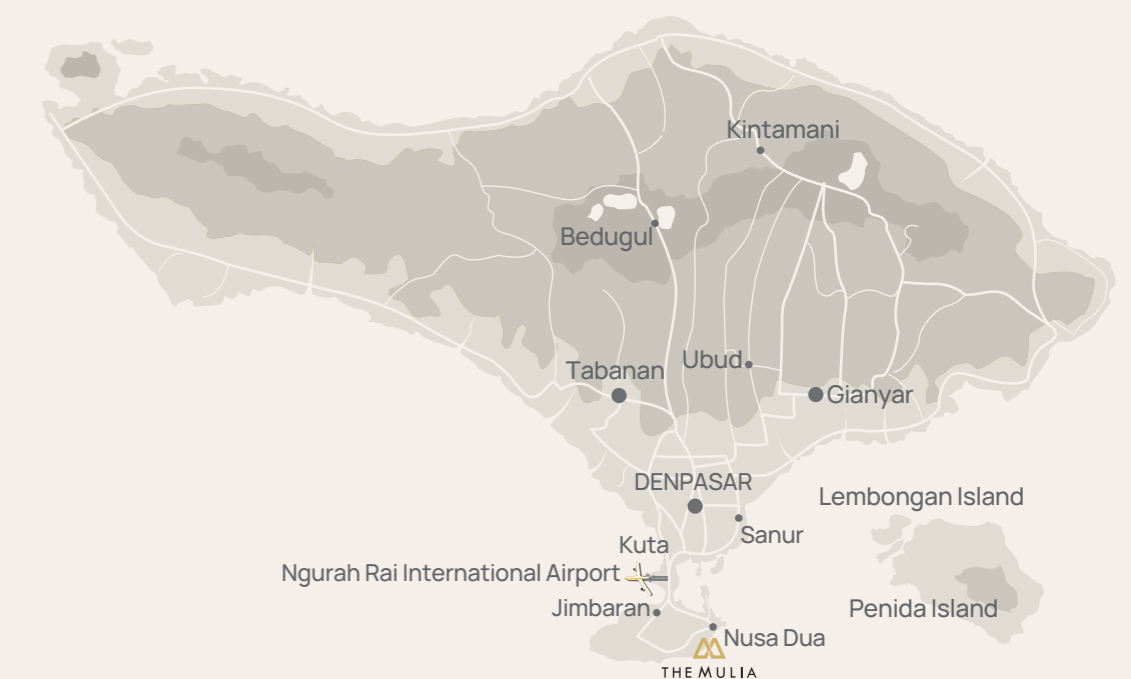 Kintamani
Bedugul
Ubud
Tabanan
Gianyar
DENPASAR
Lembongan Island
Sanur
Kuta
Ngurah Rai International Airport
Jimbaran
Penida Island
Nusa Dua
THE MULIA